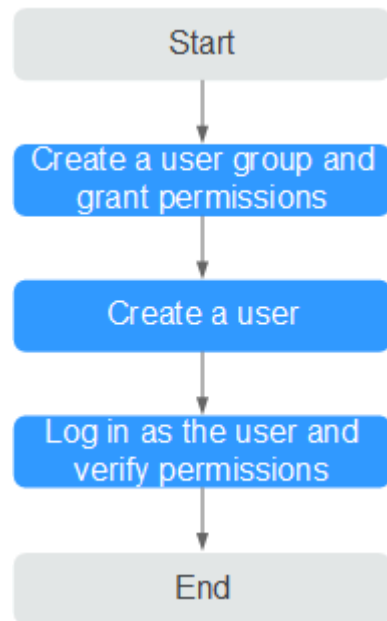 Start
Create a user group and
grant permissions
Create a user
Log in as the user and
verify permissions
End